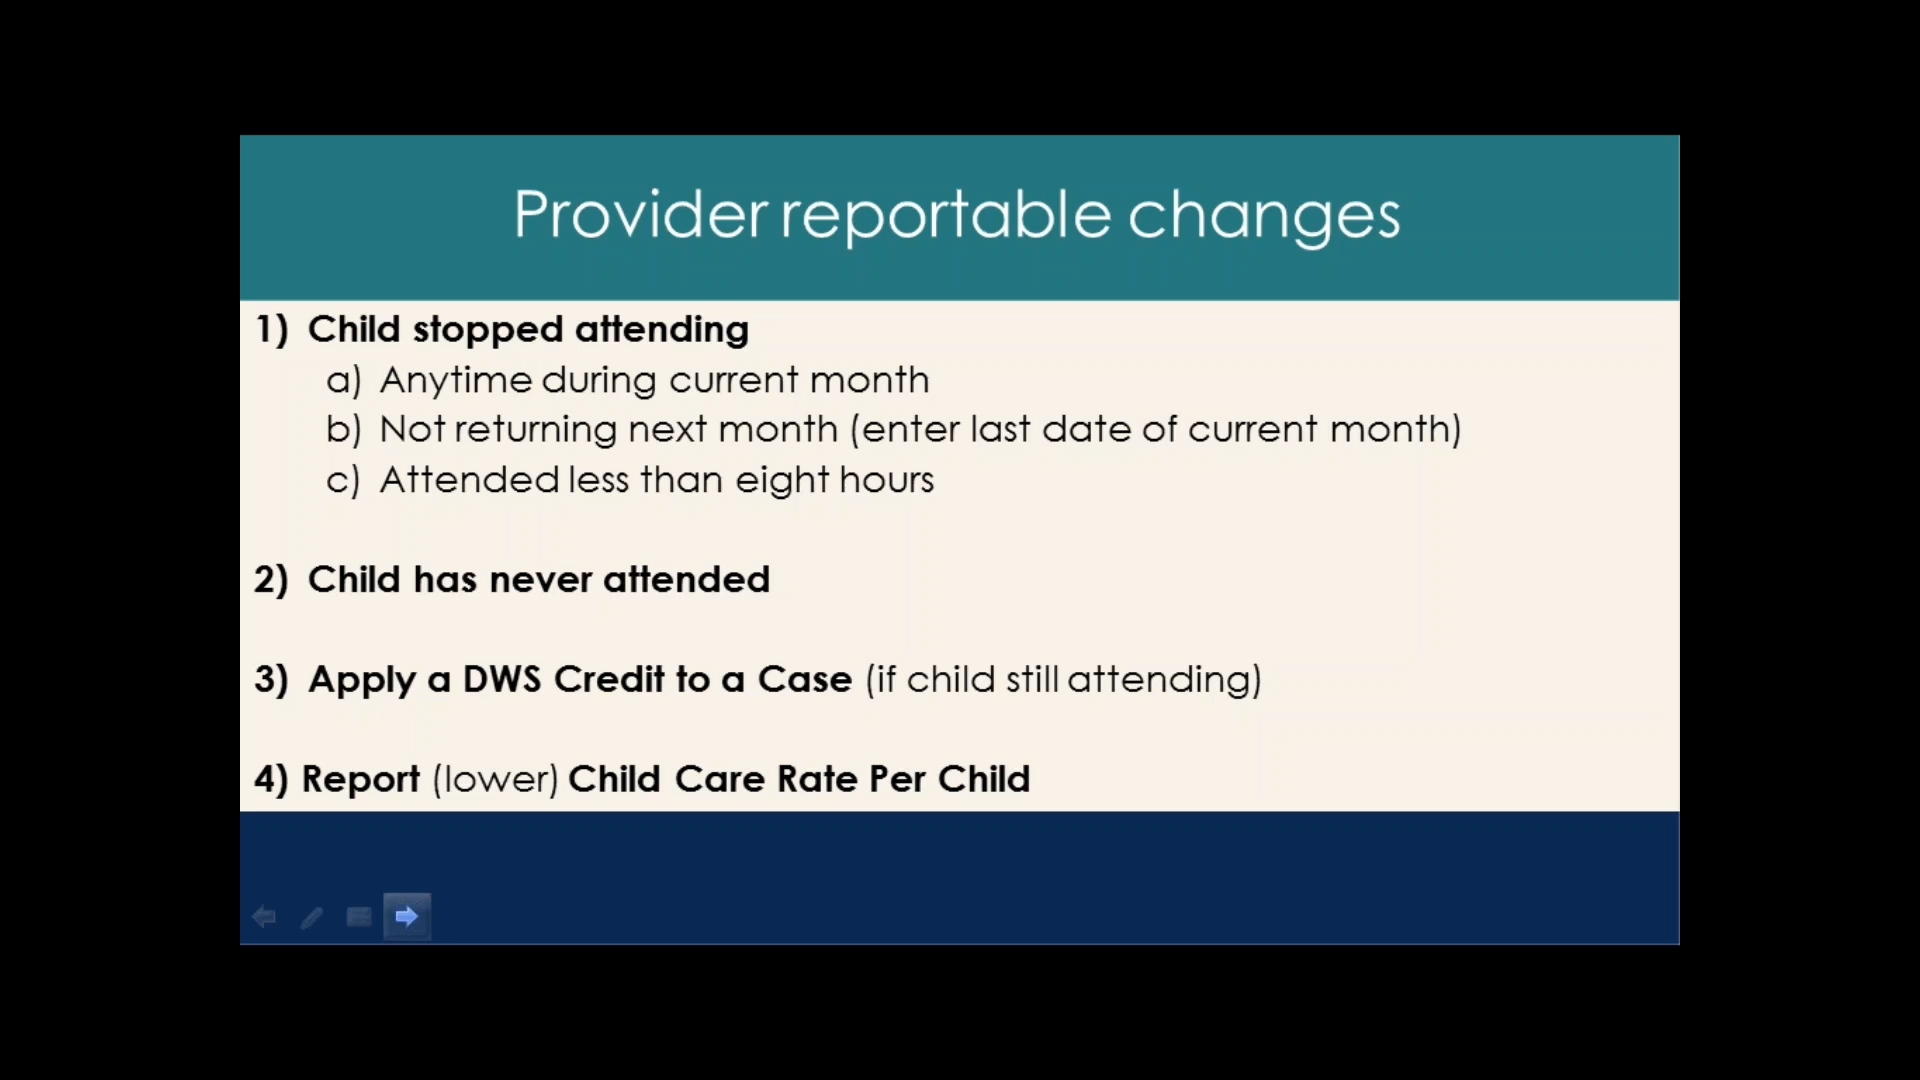 Provider reportable changes
1) Child stopped attending
a) Anytime during current month
b) Not returning next month (enter last date of current month)
c) Attended less than eight hours
2) Child has never attended
3) Apply a DWS Credit to a Case (if child still attending)
4) Report (lower) Child Care Rate Per Child